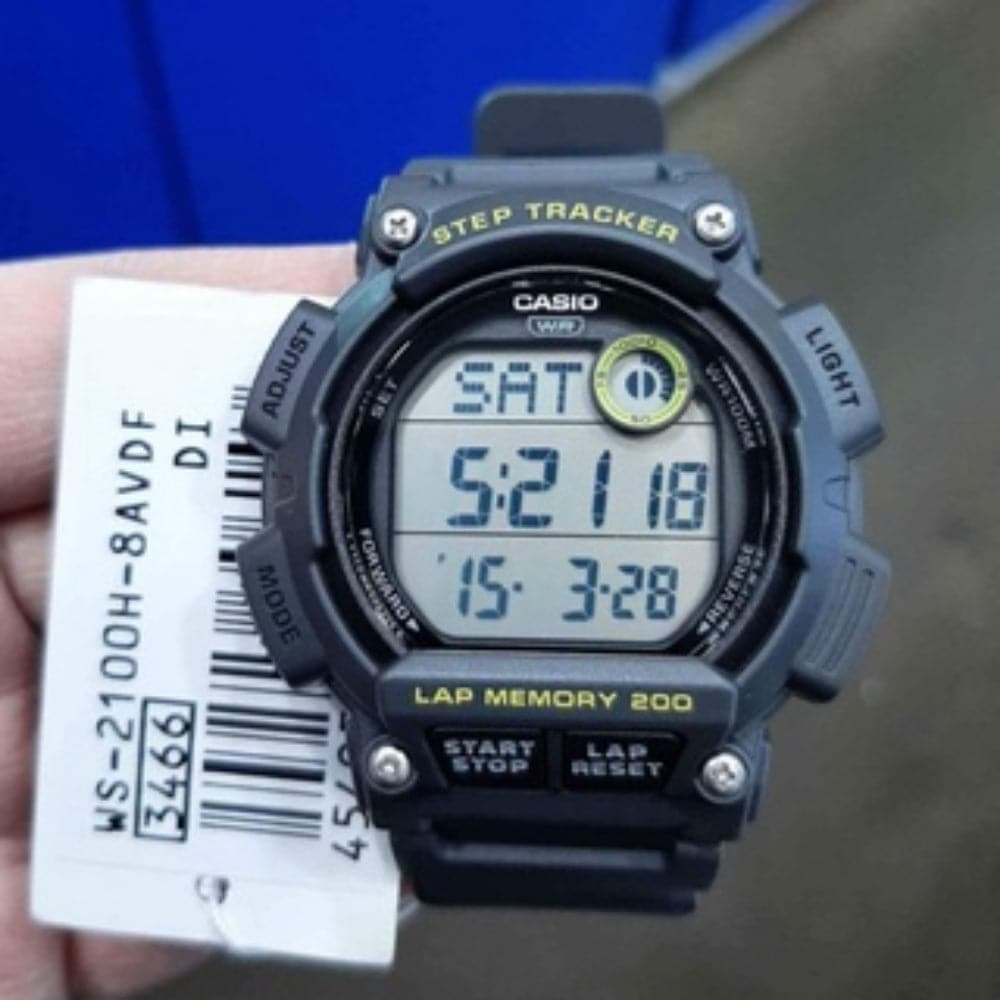 STEP TRACKER
CASIO
WR
ADJUST
LIGHT
SET
WR100M
SAT
5:21 18
'15. 3-28
MODE
FORWARD
REVERSE
LAP MEMORY 200
START
STOP
LAP
RESET
WS-2100H-8AVDF
DI
3466